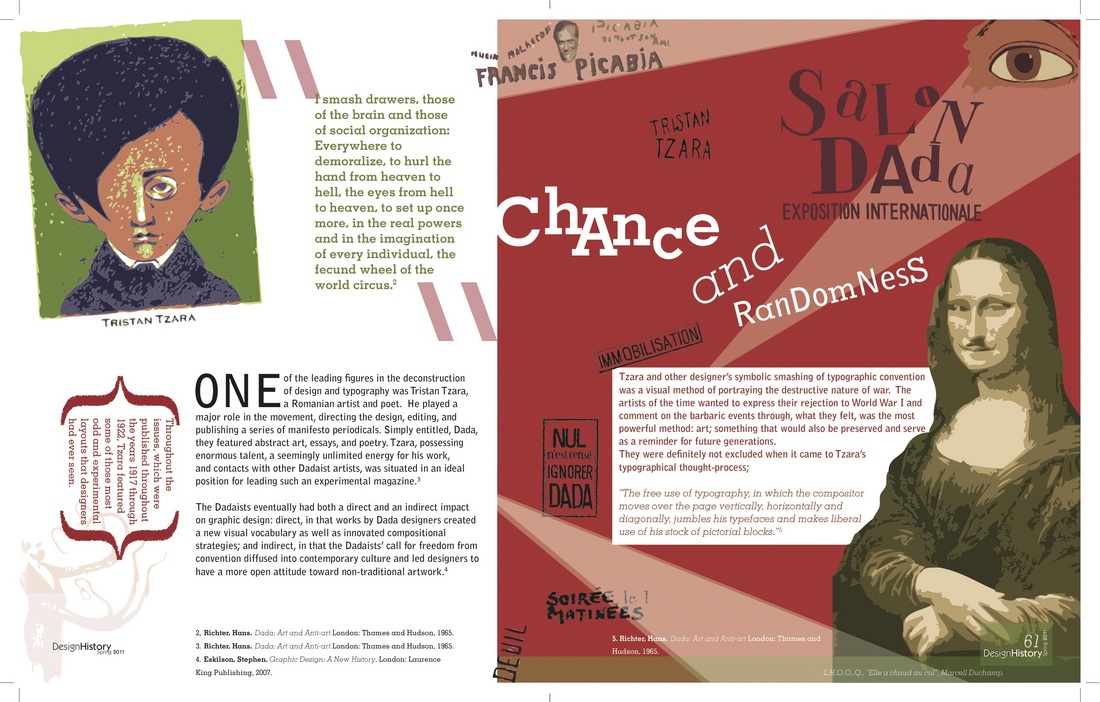 I smash drawers, those
of the brain and those
of social organization:
Everywhere to
demoralize, to hurl the
hand from heaven to
hell, the eyes from hell
to heaven, to set up once
more, in the real powers
and in the imagination
of every individual, the
fecund wheel of the
world circus.²
TRISTAN TZARA
Throughout the
issues, which were
published throughout
the years 1917 through
1922, Tzara featured
some of those most
odd and experimental
layouts that designers
had ever seen.
ONE of the leading figures in the deconstruction
of design and typography was Tristan Tzara,
a Romanian artist and poet. He played a
major role in the movement, directing the design, editing, and
publishing a series of manifesto periodicals. Simply entitled, Dada,
they featured abstract art, essays, and poetry. Tzara, possessing
enormous talent, a seemingly unlimited energy for his work,
and contacts with other Dadaist artists, was situated in an ideal
position for leading such an experimental magazine.³
The Dadaists eventually had both a direct and an indirect impact
on graphic design: direct, in that works by Dada designers created
a new visual vocabulary as well as innovated compositional
strategies; and indirect, in that the Dadaists' call for freedom from
convention diffused into contemporary culture and led designers to
have a more open attitude toward non-traditional artwork.⁴
2. Richter, Hans. Dada: Art and Anti-art London: Thames and Hudson, 1965.
3. Richter, Hans. Dada: Art and Anti-art London: Thames and Hudson, 1965.
4. Eskilson, Stephen. Graphic Design: A New History. London: Laurence
King Publishing, 2007.
DesignHistory
Spring 2011
PICABIA
FRANCIS PICABIA
TRISTAN
TZARA
SaLoN
DAda
EXPOSITION INTERNATIONALE
ChAnce
and
RanDomNesS
IMMOBILISATION
Tzara and other designer's symbolic smashing of typographic convention
was a visual method of portraying the destructive nature of war. The
artists of the time wanted to express their rejection to World War I and
comment on the barbaric events through, what they felt, was the most
powerful method: art; something that would also be preserved and serve
as a reminder for future generations.
They were definitely not excluded when it came to Tzara's
typographical thought-process;
"The free use of typography, in which the compositor
moves over the page vertically, horizontally and
diagonally, jumbles his typefaces and makes liberal
use of his stock of pictorial blocks."⁵
NUL
n'est censé
IGNORER
DADA
SOIRÉE
MATINÉES
DEUIL
5. Richter, Hans. Dada: Art and Anti-art London: Thames and
Hudson, 1965.
61
DesignHistory
Spring 2011
L.H.O.O.Q., "Elle a chaud au cul", Marcell Duchamp.